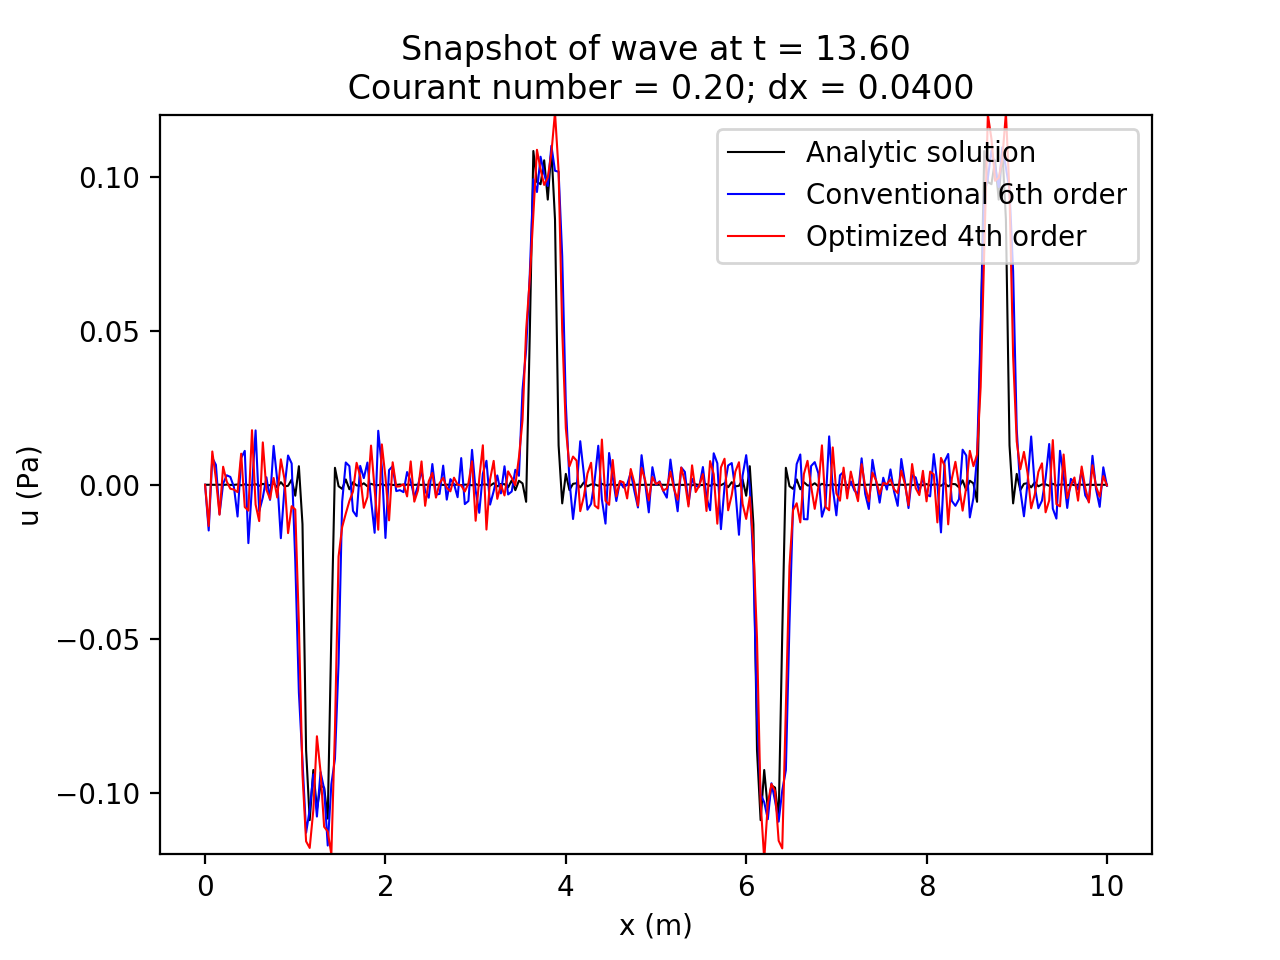 Snapshot of wave at t = 13.60
Courant number = 0.20; dx = 0.0400
Analytic solution
Conventional 6th order
Optimized 4th order
0.10
0.05
0.00
−0.05
−0.10
u (Pa)
0 2 4 6 8 10
x (m)